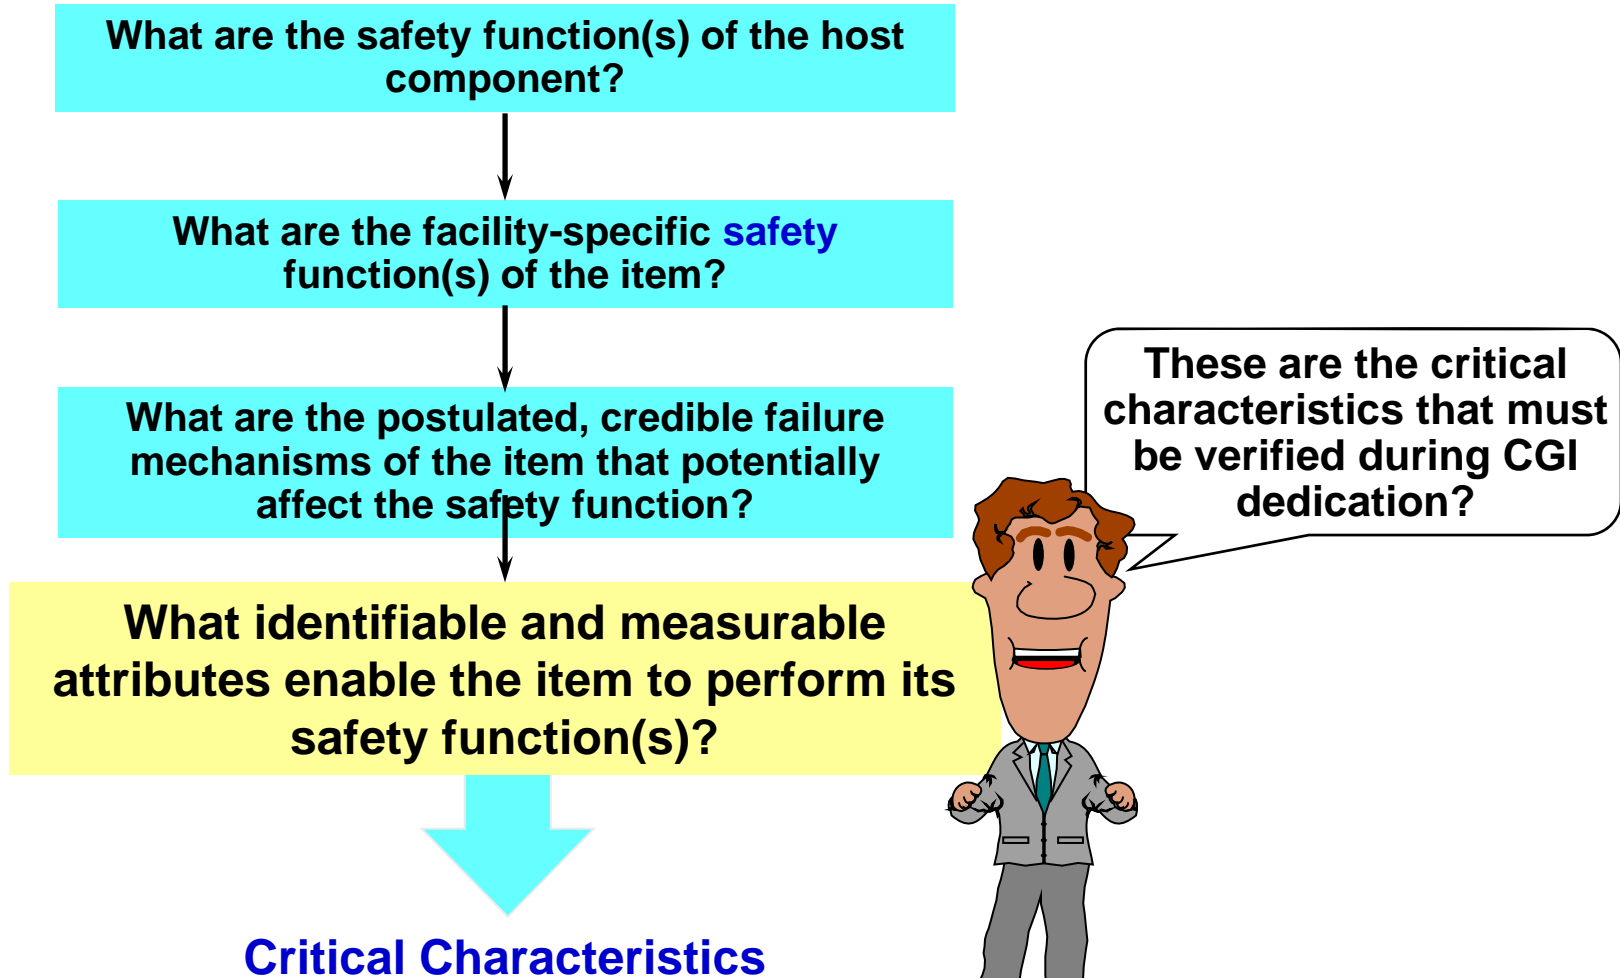 What are the safety function(s) of the host
component?
What are the facility-specific safety
function(s) of the item?
What are the postulated, credible failure
mechanisms of the item that potentially
affect the safety function?
These are the critical
characteristics that must
be verified during CGI
dedication?
What identifiable and measurable
attributes enable the item to perform its
safety function(s)?
Critical Characteristics